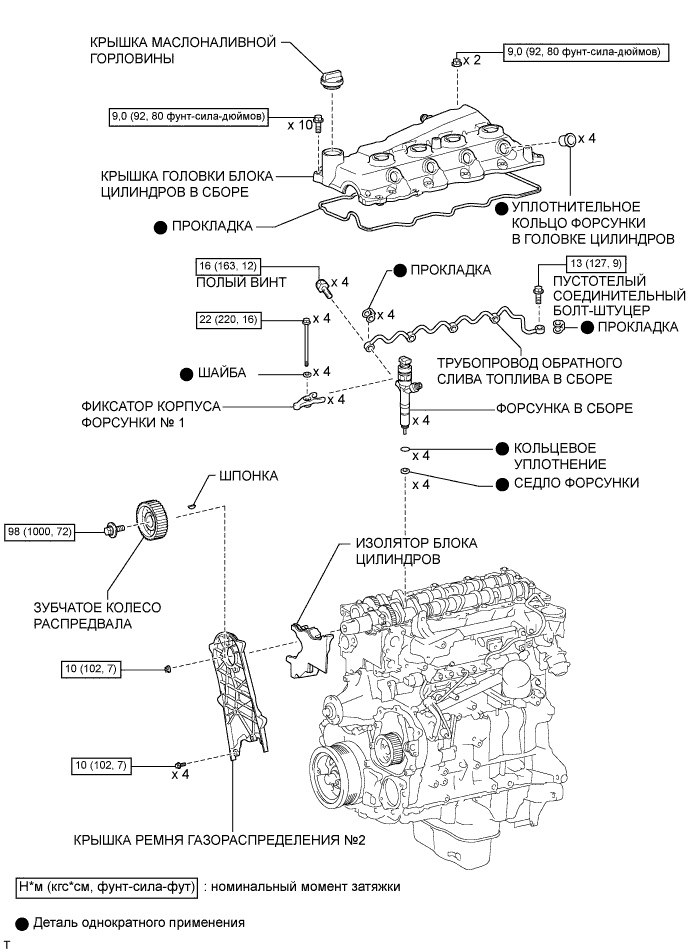 КРЫШКА МАСЛОНАЛИВНОЙ
ГОРЛОВИНЫ
9,0 (92, 80 фунт-сила-дюймов)
x 2
9,0 (92, 80 фунт-сила-дюймов)
x 10
x 4
КРЫШКА ГОЛОВКИ БЛОКА
ЦИЛИНДРОВ В СБОРЕ
ПРОКЛАДКА
УПЛОТНИТЕЛЬНОЕ
КОЛЬЦО ФОРСУНКИ
В ГОЛОВКЕ ЦИЛИНДРОВ
16 (163, 12)
ПОЛЫЙ ВИНТ
x 4
ПРОКЛАДКА
x 4
13 (127, 9)
ПУСТОТЕЛЫЙ
СОЕДИНИТЕЛЬНЫЙ
БОЛТ-ШТУЦЕР
ПРОКЛАДКА
22 (220, 16)
x 4
ТРУБОПРОВОД ОБРАТНОГО
СЛИВА ТОПЛИВА В СБОРЕ
ШАЙБА
x 4
ФИКСАТОР КОРПУСА
ФОРСУНКИ № 1
x 4
ФОРСУНКА В СБОРЕ
x 4
КОЛЬЦЕВОЕ
УПЛОТНЕНИЕ
x 4
СЕДЛО ФОРСУНКИ
x 4
ШПОНКА
98 (1000, 72)
ИЗОЛЯТОР БЛОКА
ЦИЛИНДРОВ
ЗУБЧАТОЕ КОЛЕСО
РАСПРЕДВАЛА
10 (102, 7)
10 (102, 7)
x 4
КРЫШКА РЕМНЯ ГАЗОРАСПРЕДЕЛЕНИЯ №2
Н*м (кгс*см, фунт-сила-фут) : номинальный момент затяжки
Деталь однократного применения
T